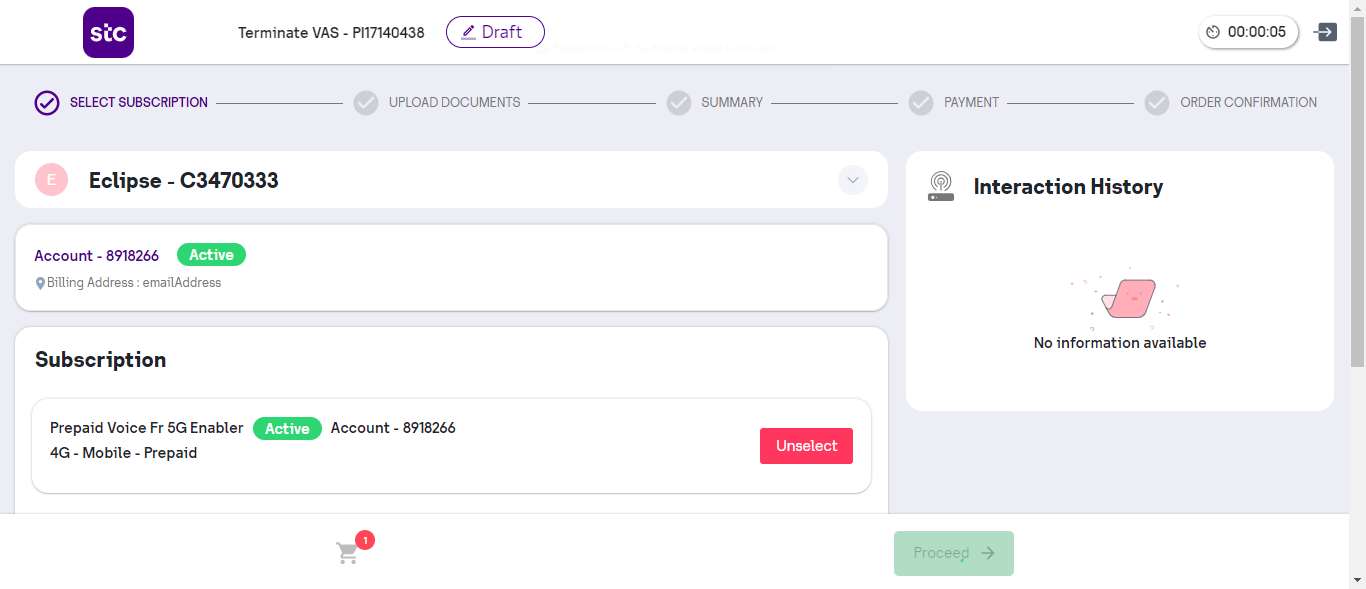 stc
Terminate VAS - PI17140438
Draft
00:00:05
SELECT SUBSCRIPTION
UPLOAD DOCUMENTS
SUMMARY
PAYMENT
ORDER CONFIRMATION
E
Eclipse - C3470333
Interaction History
Account - 8918266
Active
Billing Address : emailAddress
No information available
Subscription
Prepaid Voice Fr 5G Enabler
Active
Account - 8918266
4G - Mobile - Prepaid
Unselect
1
Proceed